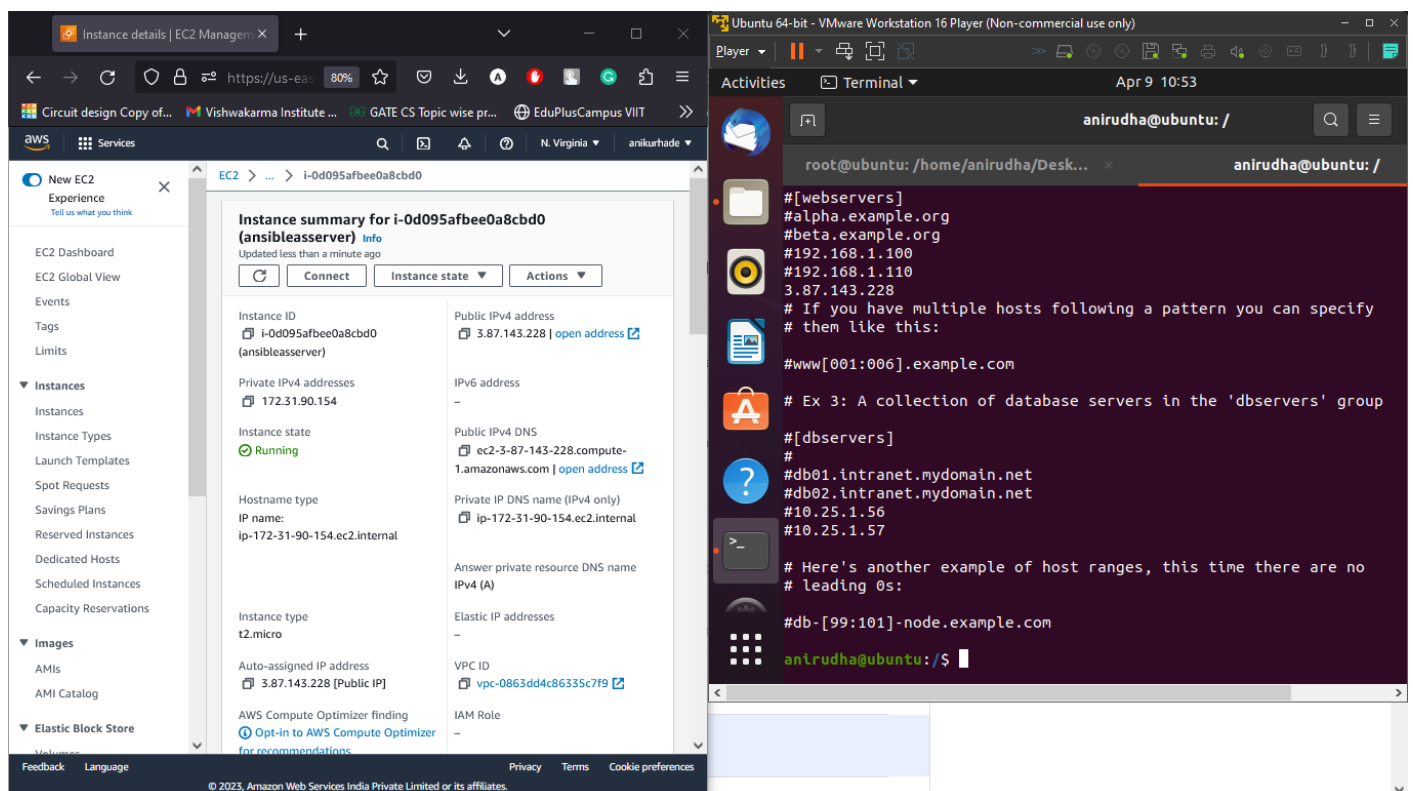 Instance details | EC2 Managem
https://us-eas 80%
Circuit design Copy of... Vishwakarma Institute ... GATE CS Topic wise pr... EduPlusCampus VIIT
aws Services N. Virginia anikurhade
New EC2
Experience
Tell us what you think
EC2 Dashboard
EC2 Global View
Events
Tags
Limits
Instances
Instances
Instance Types
Launch Templates
Spot Requests
Savings Plans
Reserved Instances
Dedicated Hosts
Scheduled Instances
Capacity Reservations
Images
AMIs
AMI Catalog
Elastic Block Store
EC2 > ... > i-0d095afbee0a8cbd0
Instance summary for i-0d095afbee0a8cbd0
(ansibleasserver) Info
Updated less than a minute ago
Connect Instance state Actions
Instance ID
i-0d095afbee0a8cbd0
(ansibleasserver)
Public IPv4 address
3.87.143.228 | open address
Private IPv4 addresses
172.31.90.154
IPv6 address
–
Instance state
Running
Public IPv4 DNS
ec2-3-87-143-228.compute-
1.amazonaws.com | open address
Hostname type
IP name:
ip-172-31-90-154.ec2.internal
Private IP DNS name (IPv4 only)
ip-172-31-90-154.ec2.internal
Answer private resource DNS name
IPv4 (A)
Instance type
t2.micro
Elastic IP addresses
–
Auto-assigned IP address
3.87.143.228 [Public IP]
VPC ID
vpc-0863dd4c86335c7f9
AWS Compute Optimizer finding
Opt-in to AWS Compute Optimizer
for recommendations.
IAM Role
–
Feedback Language Privacy Terms Cookie preferences
© 2023, Amazon Web Services India Private Limited or its affiliates.
Ubuntu 64-bit - VMware Workstation 16 Player (Non-commercial use only)
Player
Activities Terminal Apr 9 10:53
anirudha@ubuntu: /
root@ubuntu: /home/anirudha/Desk... anirudha@ubuntu: /
#[webservers]
#alpha.example.org
#beta.example.org
#192.168.1.100
#192.168.1.110
3.87.143.228
# If you have multiple hosts following a pattern you can specify
# them like this:
#www[001:006].example.com
# Ex 3: A collection of database servers in the 'dbservers' group
#[dbservers]
#
#db01.intranet.mydomain.net
#db02.intranet.mydomain.net
#10.25.1.56
#10.25.1.57
# Here's another example of host ranges, this time there are no
# leading 0s:
#db-[99:101]-node.example.com
anirudha@ubuntu:/$